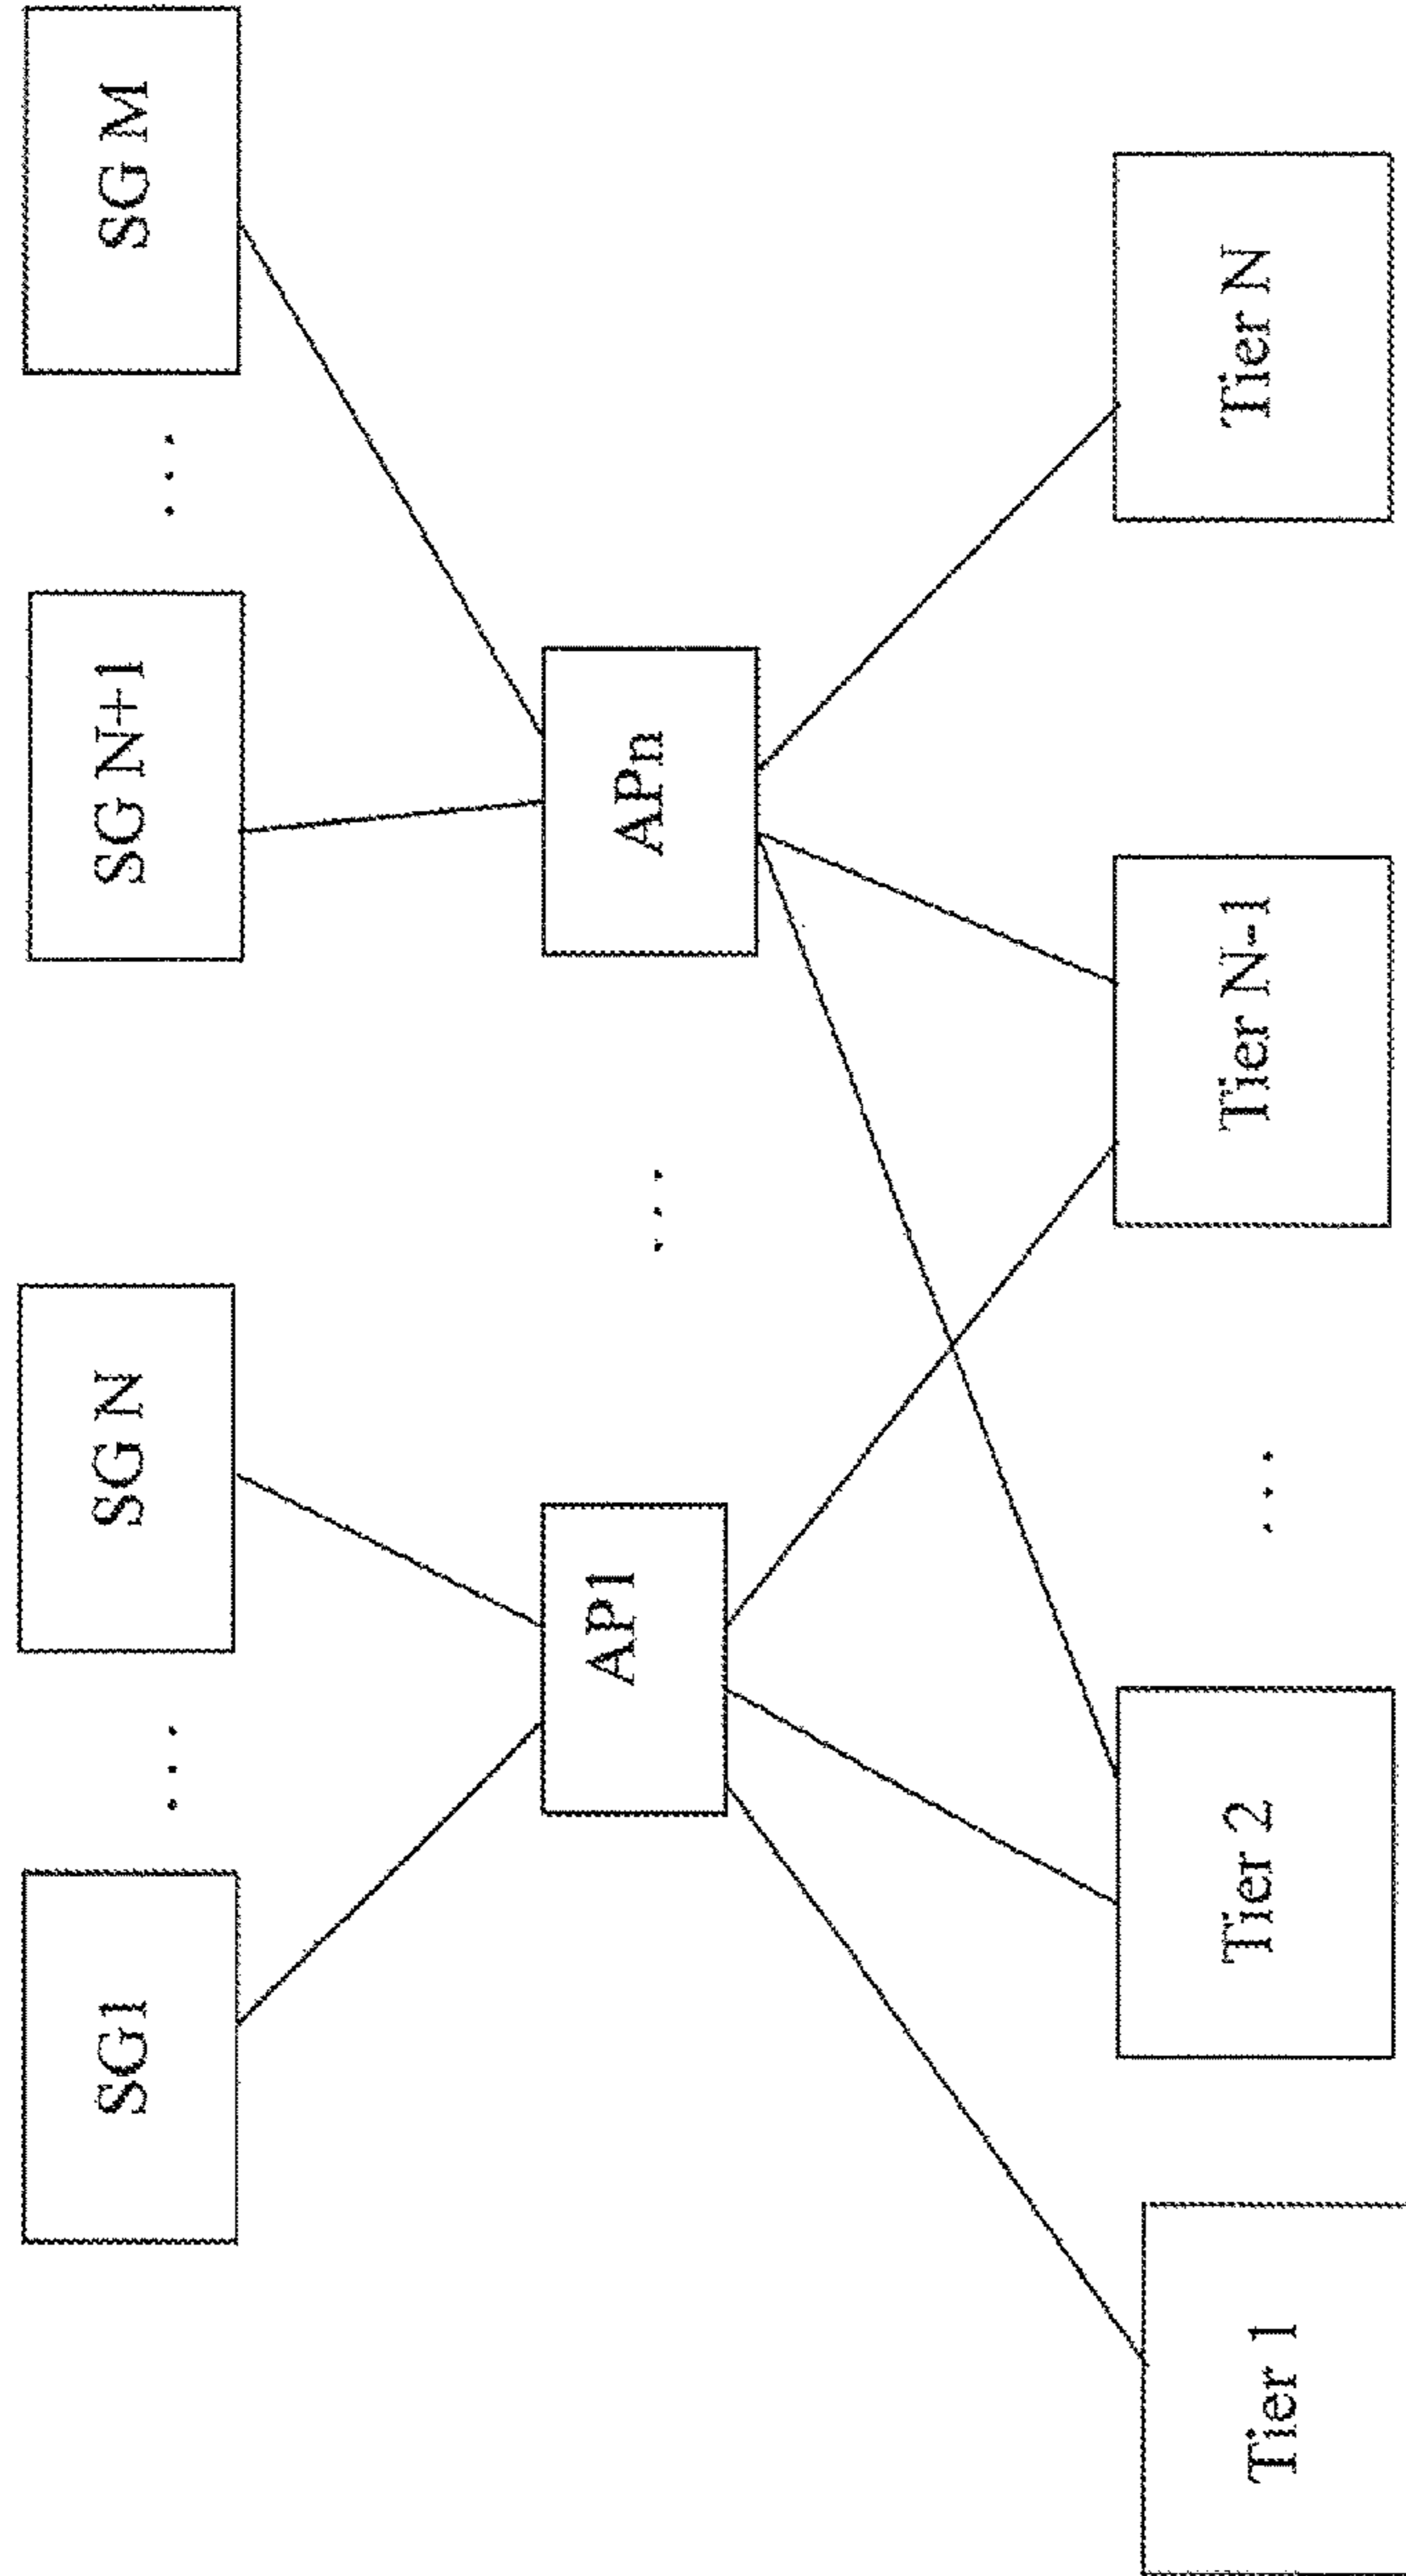 SG1
...
SG N
SG N+1
...
SG M
AP1
...
APn
Tier 1
Tier 2
...
Tier N-1
Tier N